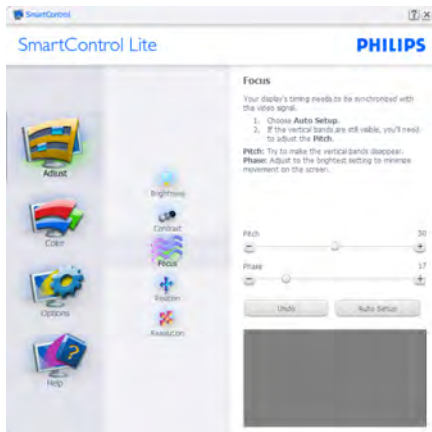 SmartControl
SmartControl Lite
PHILIPS
Focus
Your display's timing needs to be synchronized with
the video signal.
1. Choose Auto Setup.
2. If the vertical bands are still visible, you'll need
to adjust the Pitch.
Pitch: Try to make the vertical bands disappear.
Phase: Adjust to the brightest setting to minimize
movement on the screen.
Adjust
Brightness
Contrast
Color
Focus
Pitch 50
Position
Phase 17
Options
Resolution
Undo Auto Setup
Help